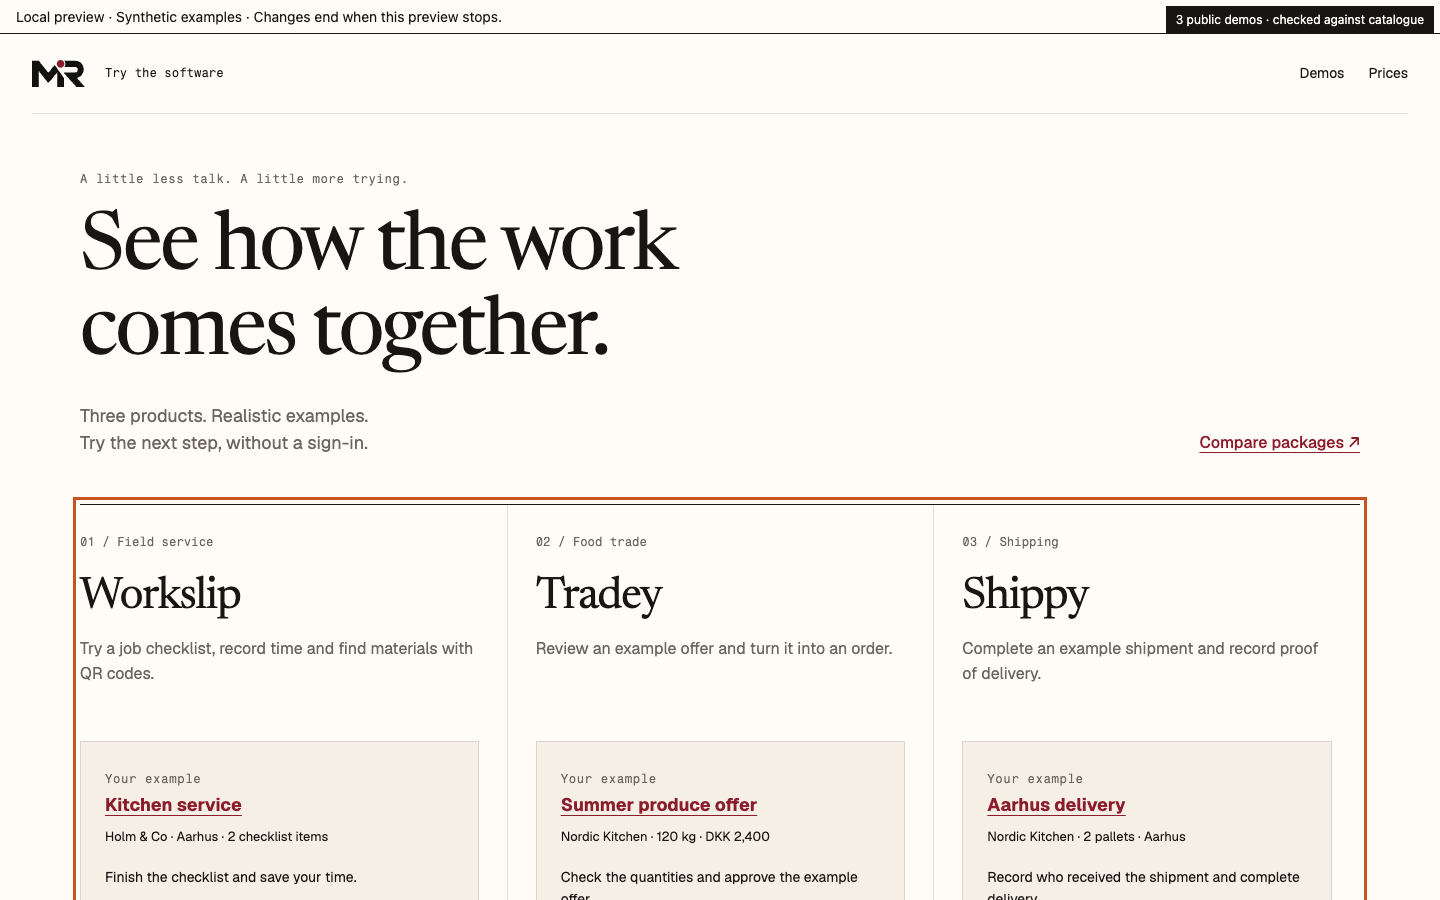 Local preview · Synthetic examples · Changes end when this preview stops.
3 public demos · checked against catalogue
MR
Try the software
Demos
Prices
A little less talk. A little more trying.
See how the work
comes together.
Three products. Realistic examples.
Try the next step, without a sign-in.
Compare packages ↗
01 / Field service
Workslip
Try a job checklist, record time and find materials with
QR codes.
Your example
Kitchen service
Holm & Co · Aarhus · 2 checklist items
Finish the checklist and save your time.
02 / Food trade
Tradey
Review an example offer and turn it into an order.
Your example
Summer produce offer
Nordic Kitchen · 120 kg · DKK 2,400
Check the quantities and approve the example
offer.
03 / Shipping
Shippy
Complete an example shipment and record proof
of delivery.
Your example
Aarhus delivery
Nordic Kitchen · 2 pallets · Aarhus
Record who received the shipment and complete
delivery.